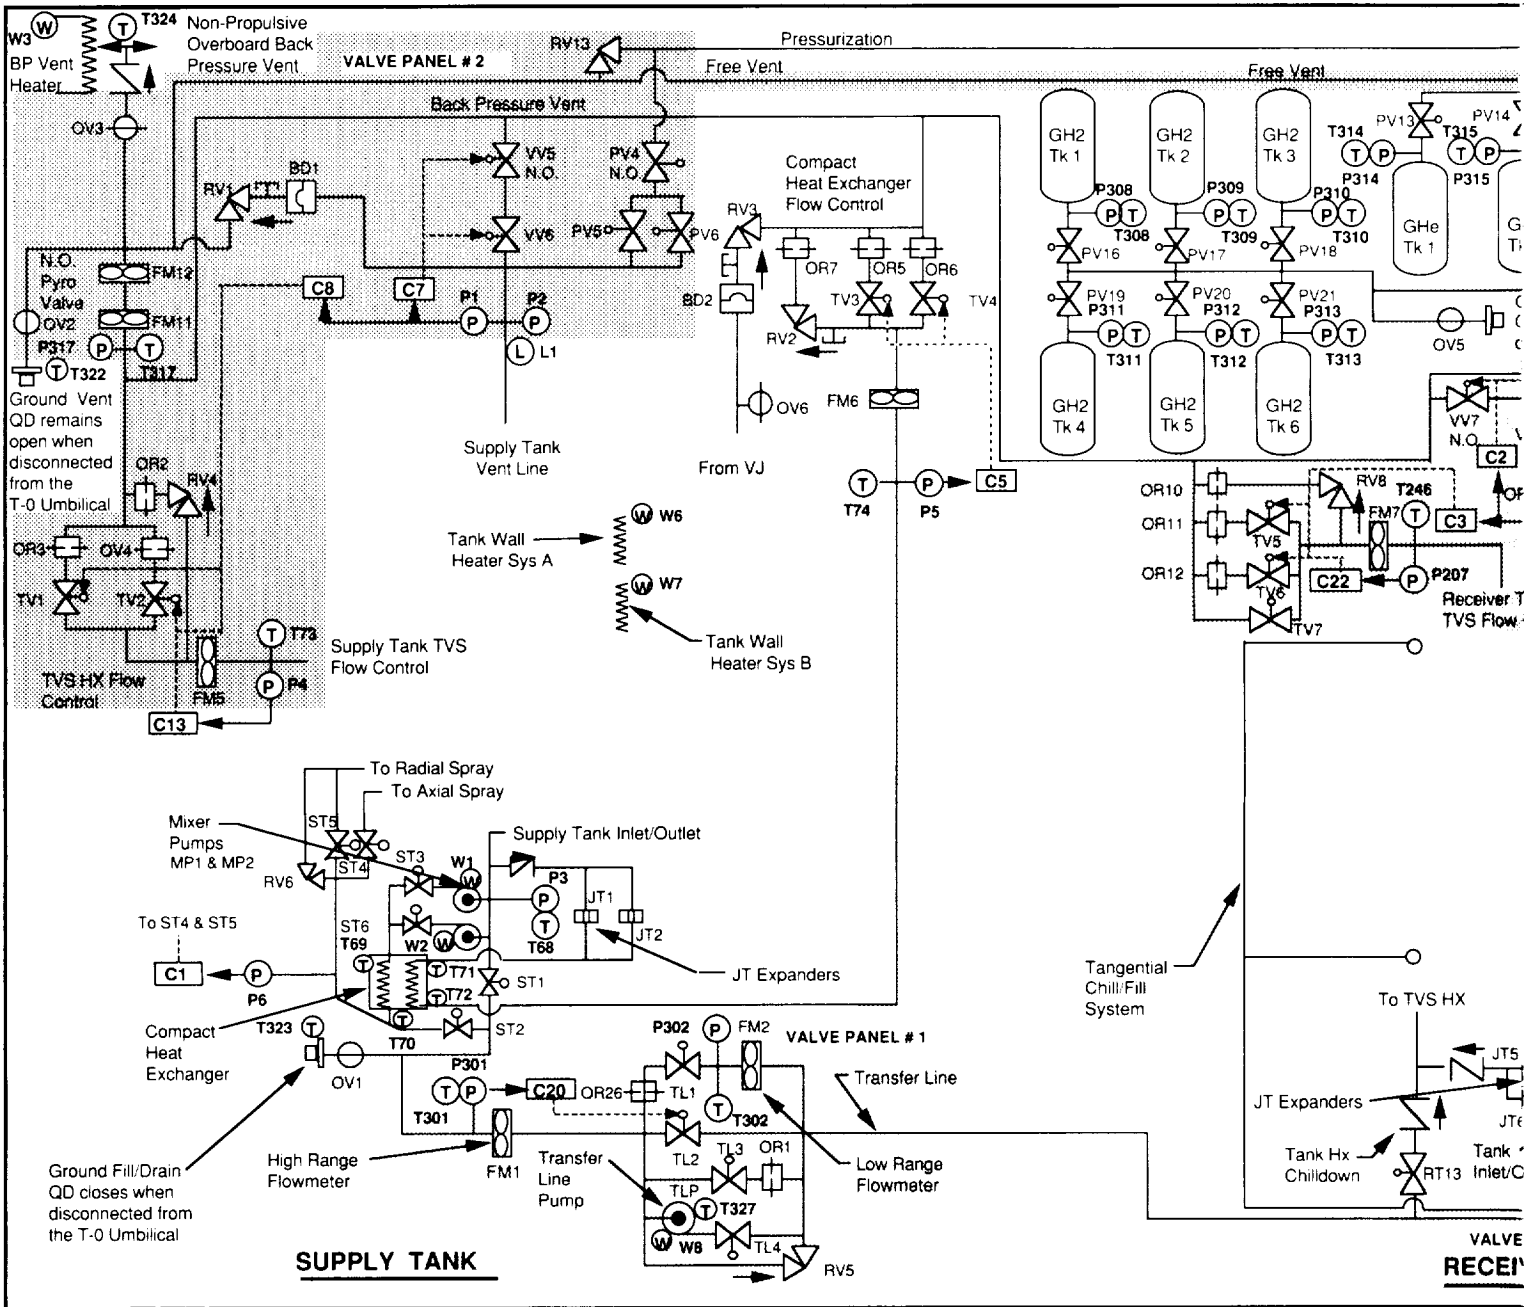 W
W3
BP Vent
Heater
T
T324
Non-Propulsive
Overboard Back
Pressure Vent
VALVE PANEL # 2
RV13
Pressurization
Free Vent
Free Vent
Back Pressure Vent
OV3
BD1
RV1
VV5
N.O.
PV4
N.O.
VV6
PV5
PV6
Compact
Heat Exchanger
Flow Control
RV3
OR7
OR5
OR6
TV3
TV4
BD2
RV2
N.O.
Pyro
Valve
OV2
FM12
FM11
P317
P
T
T
T322
T317
C8
C7
P1
P
P2
P
L
L1
Ground Vent
QD remains
open when
disconnected
from the
T-0 Umbilical
OR2
RV4
OR3
OV4
TV1
TV2
T
T73
P
P4
FM5
TVS HX Flow
Control
C13
Supply Tank TVS
Flow Control
Supply Tank
Vent Line
OV6
From VJ
FM6
T
T74
P
P5
C5
Tank Wall
Heater Sys A
W
W6
W
W7
Tank Wall
Heater Sys B
GH2
Tk 1
GH2
Tk 2
GH2
Tk 3
P308
P T
T308
P309
P T
T309
P310
P T
T310
PV16
PV17
PV18
PV19
PV20
PV21
P311
P T
T311
P312
P T
T312
P313
P T
T313
GH2
Tk 4
GH2
Tk 5
GH2
Tk 6
PV13
PV14
T314
T P
P314
T315
T P
P315
GHe
Tk 1
OV5
VV7
N.O.
C2
OR10
OR11
OR12
TV5
TV6
TV7
RV8
FM7
T246
T
C3
C22
P
P207
Receiver T
TVS Flow
To Radial Spray
To Axial Spray
Mixer
Pumps
MP1 & MP2
ST5
ST4
ST3
RV6
W1
W
Supply Tank Inlet/Outlet
P3
P
T
T68
JT1
JT2
JT Expanders
To ST4 & ST5
C1
P
P6
ST6
T69
T
W2
W
T
T71
T
T72
ST1
ST2
T
T70
Compact
Heat
Exchanger
T323
T
OV1
P301
T P
T301
C20
OR26
P302
P
FM2
VALVE PANEL # 1
TL1
T
T302
TL2
TL3
OR1
Transfer Line
FM1
High Range
Flowmeter
Transfer
Line
Pump
TLP
T
T327
W
W8
TL4
RV5
Low Range
Flowmeter
Ground Fill/Drain
QD closes when
disconnected from
the T-0 Umbilical
SUPPLY TANK
Tangential
Chill/Fill
System
To TVS HX
JT5
JT Expanders
Tank Hx
Chilldown
RT13
Tank
VALVE